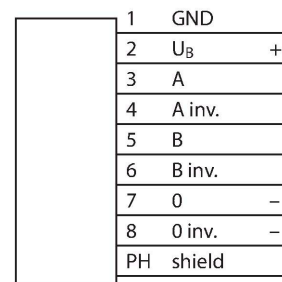 1 GND
2 UB +
3 A
4 A inv.
5 B
6 B inv.
7 0 –
8 0 inv. –
PH shield